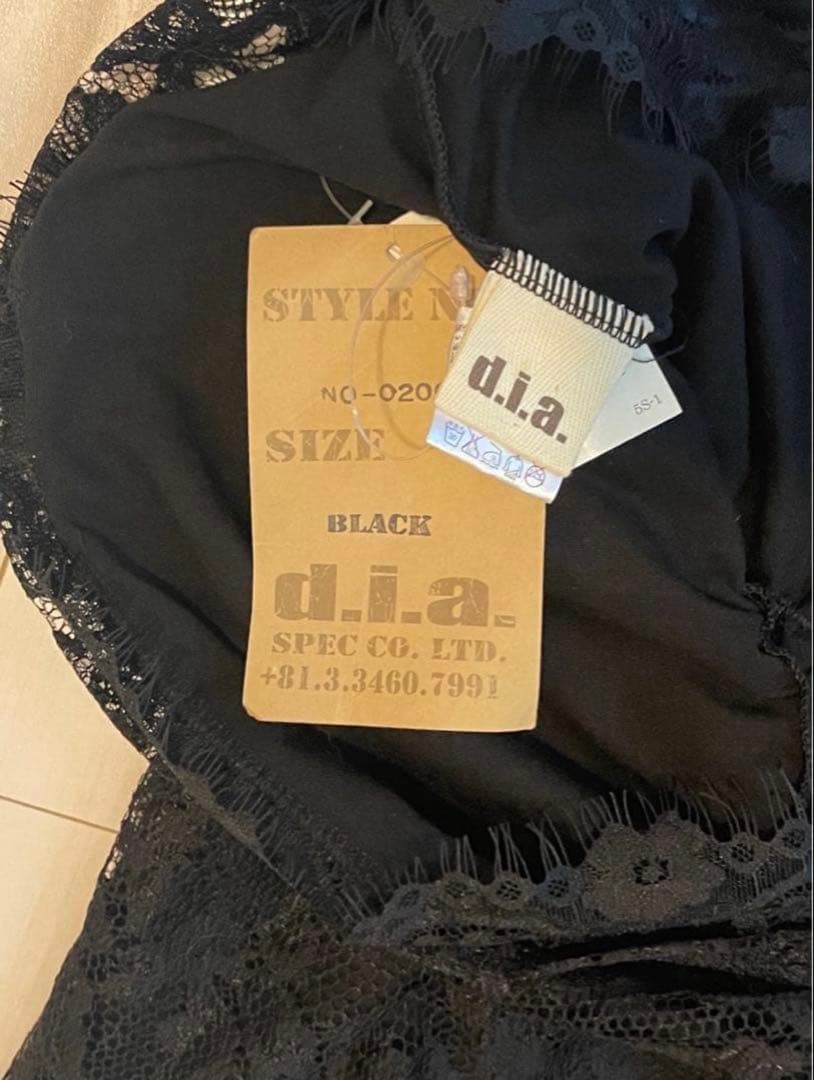 STYLE N
NO-020
SIZE
BLACK
d.i.a.
SPEC CO. LTD.
+81.3.3460.7991
d.i.a.
5S-1